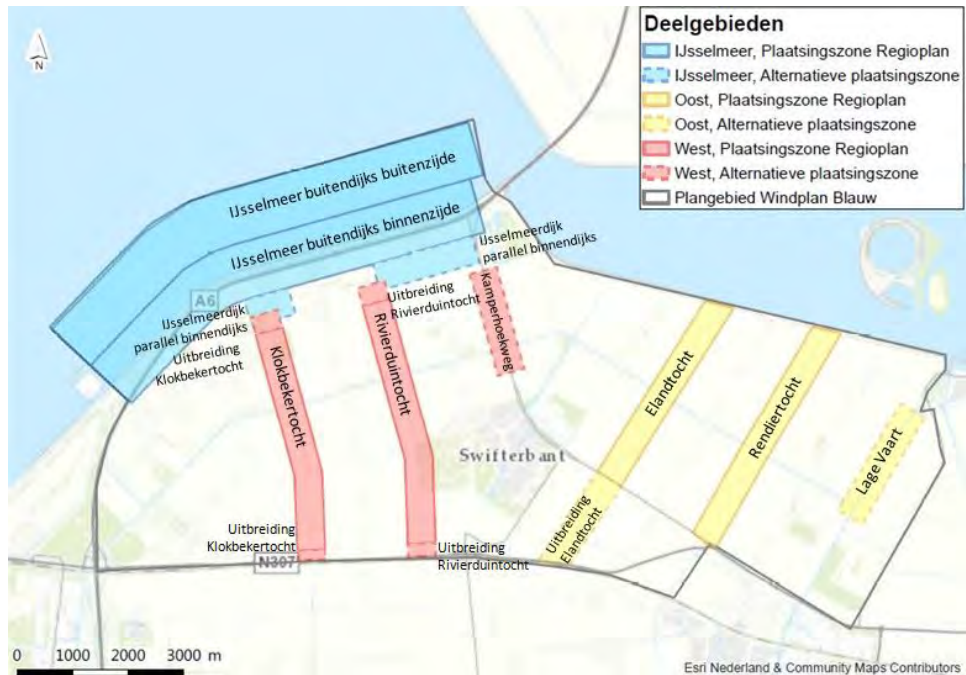 Deelgebieden
IJsselmeer, Plaatsingszone Regioplan
IJsselmeer, Alternatieve plaatsingszone
Oost, Plaatsingszone Regioplan
Oost, Alternatieve plaatsingszone
West, Plaatsingszone Regioplan
West, Alternatieve plaatsingszone
Plangebied Windplan Blauw
N
IJsselmeer buitendijks buitenzijde
IJsselmeer buitendijks binnenzijde
IJsselmeerdijk
parallel binnendijks
A6
Uitbreiding
Rivierduintocht
Kamperhoekweg
IJsselmeerdijk
parallel binnendijks
Uitbreiding
Klokbekertocht
Klokbekertocht
Rivierduintocht
Elandtocht
Rendiertocht
Lage Vaart
Swifterbant
Uitbreiding
Elandtocht
Uitbreiding
Klokbekertocht
Uitbreiding
Rivierduintocht
N307
0 1000 2000 3000 m
Esri Nederland & Community Maps Contributors